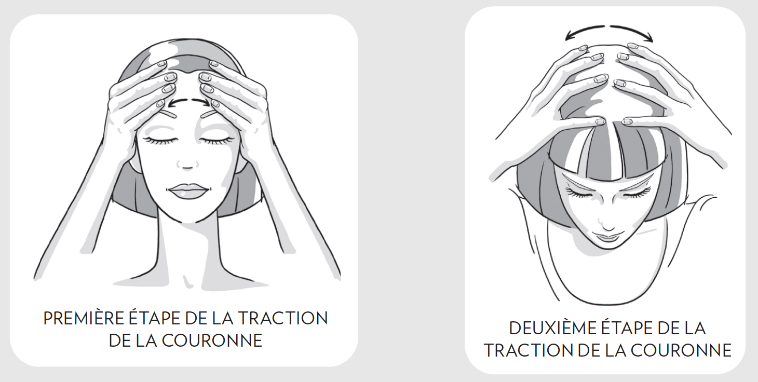 PREMIÈRE ÉTAPE DE LA TRACTION
DE LA COURONNE
DEUXIÈME ÉTAPE DE LA
TRACTION DE LA COURONNE